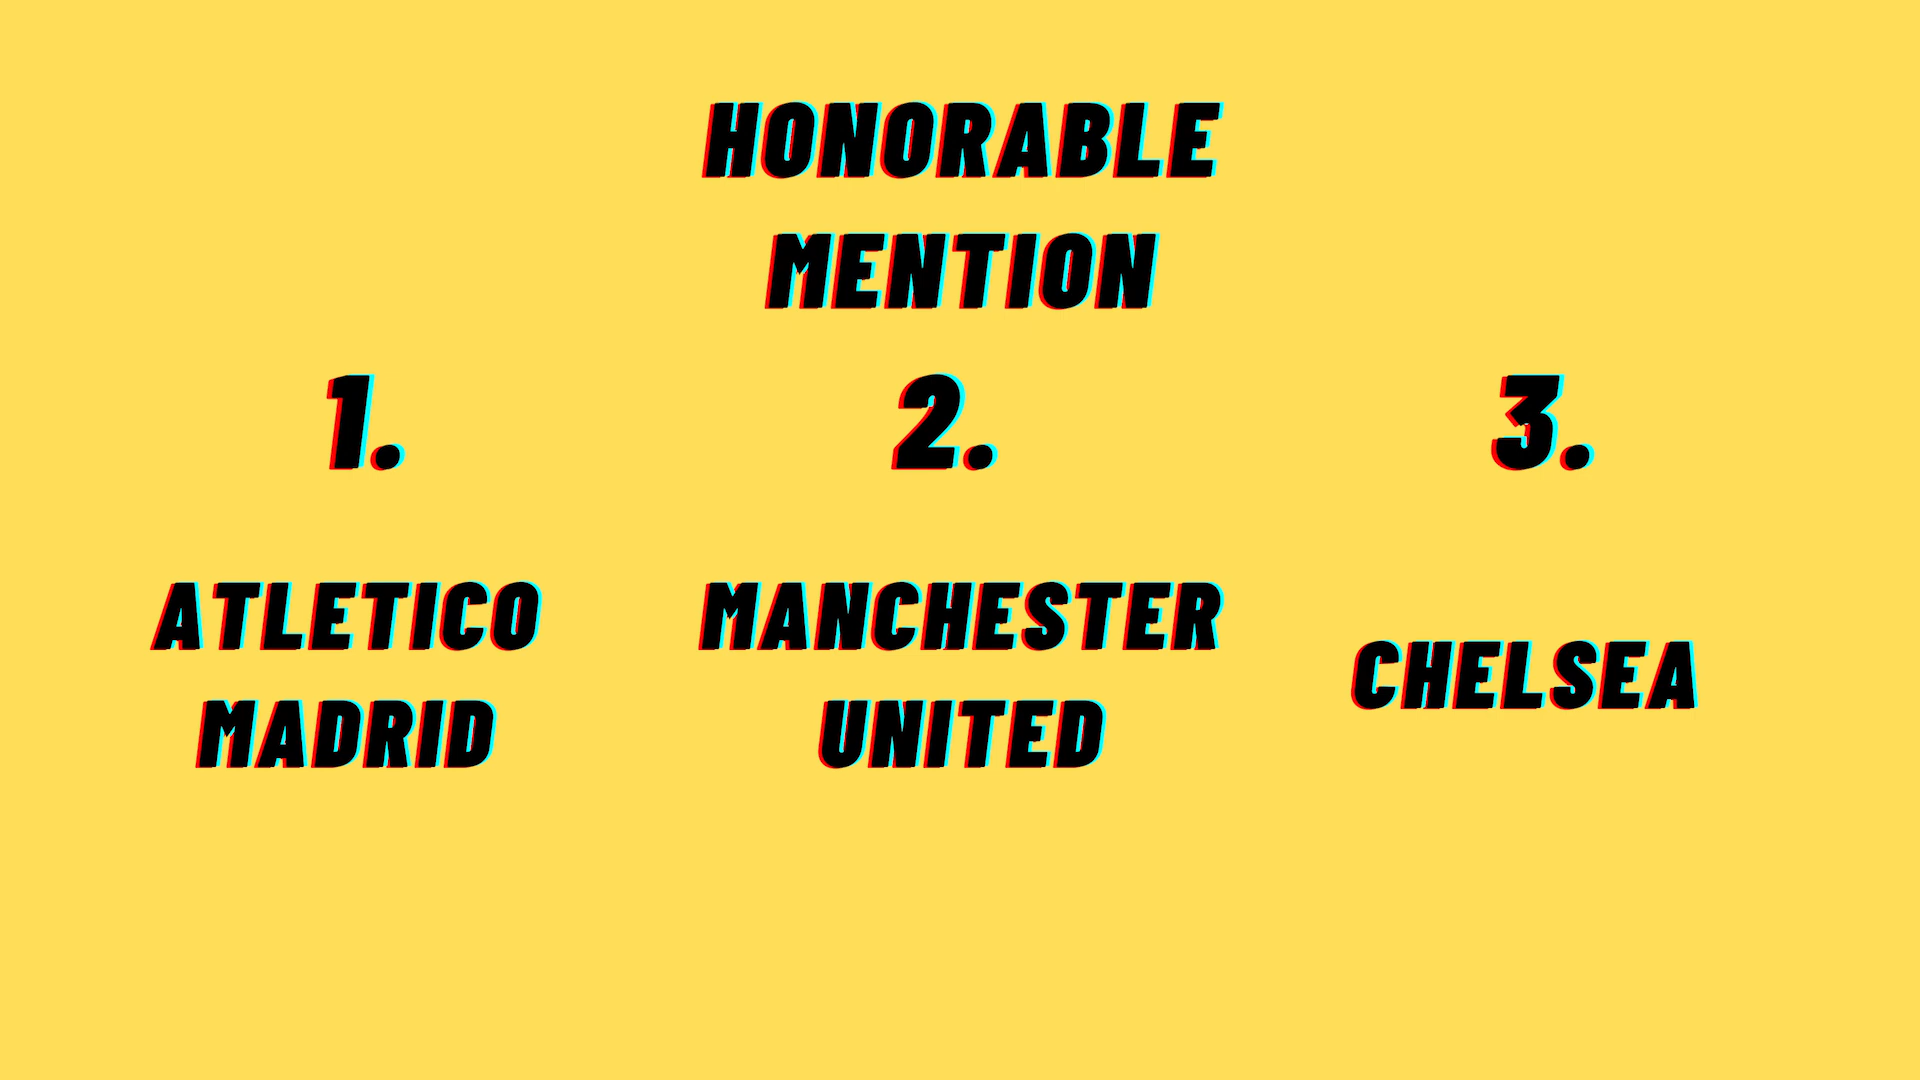 HONORABLE
MENTION
1.
2.
3.
ATLETICO
MADRID
MANCHESTER
UNITED
CHELSEA